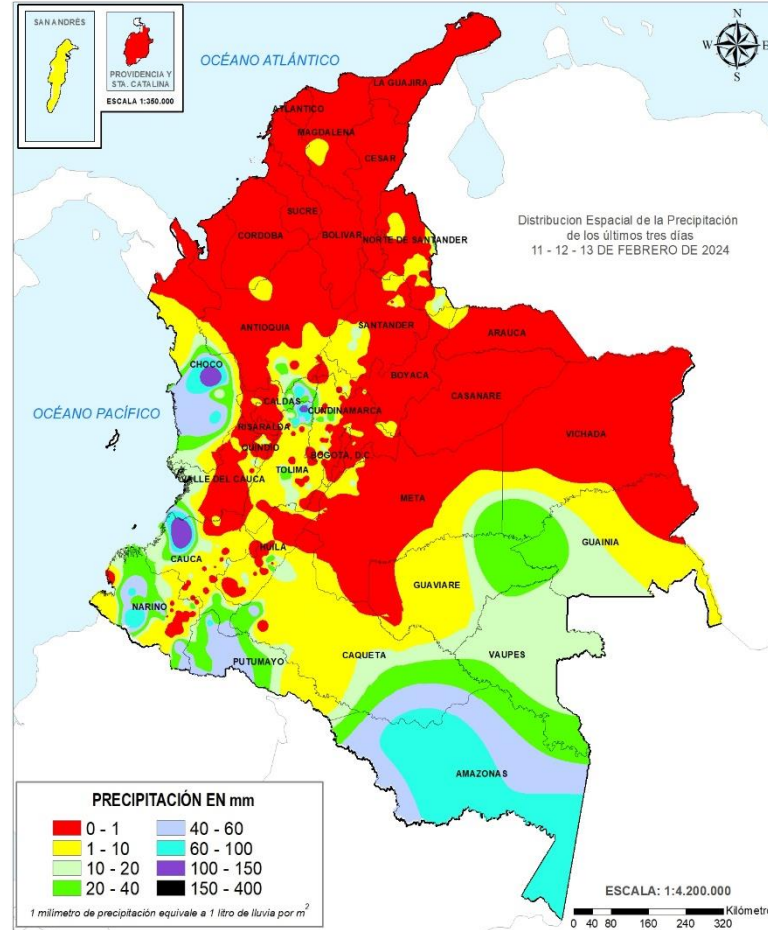 SAN ANDRÉS
PROVIDENCIA Y
STA. CATALINA
ESCALA 1:350.000
OCÉANO ATLÁNTICO
N
W
E
S
LA GUAJIRA
ATLANTICO
MAGDALENA
CESAR
SUCRE
CORDOBA
BOLIVAR
NORTE DE SANTANDER
Distribucion Espacial de la Precipitación
de los últimos tres días
11 - 12 - 13 DE FEBRERO DE 2024
ANTIOQUIA
SANTANDER
ARAUCA
CHOCO
BOYACA
CALDAS
CASANARE
OCÉANO PACÍFICO
CUNDINAMARCA
RISARALDA
VICHADA
QUINDIO
BOGOTA, D.C.
TOLIMA
VALLE DEL CAUCA
META
GUAINIA
HUILA
CAUCA
GUAVIARE
NARIÑO
CAQUETA
VAUPES
PUTUMAYO
AMAZONAS
PRECIPITACIÓN EN mm
0 - 1
40 - 60
1 - 10
60 - 100
10 - 20
100 - 150
20 - 40
150 - 400
1 milímetro de precipitación equivale a 1 litro de lluvia por m²
ESCALA: 1:4.200.000
0 40 80 160 240 320 Kilómetro